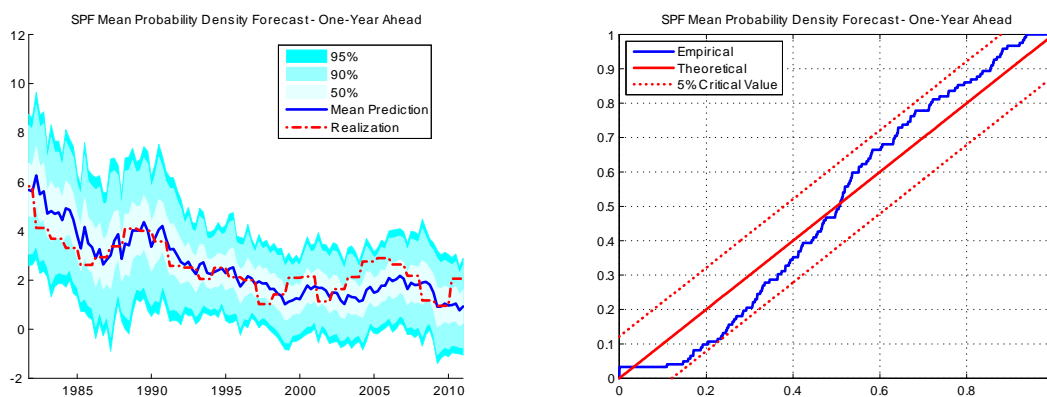 SPF Mean Probability Density Forecast - One-Year Ahead
12
10
8
6
4
2
0
-2
1985 1990 1995 2000 2005 2010
95%
90%
50%
Mean Prediction
Realization
SPF Mean Probability Density Forecast - One-Year Ahead
1
0.9
0.8
0.7
0.6
0.5
0.4
0.3
0.2
0.1
0
0 0.2 0.4 0.6 0.8
Empirical
Theoretical
5% Critical Value